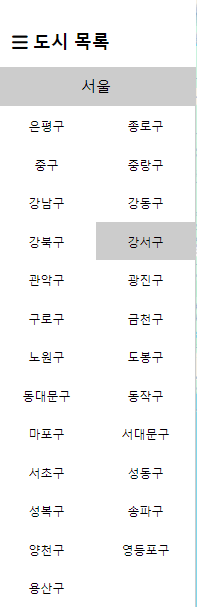 ☰ 도시 목록
서울
은평구 종로구
중구 중랑구
강남구 강동구
강북구 강서구
관악구 광진구
구로구 금천구
노원구 도봉구
동대문구 동작구
마포구 서대문구
서초구 성동구
성북구 송파구
양천구 영등포구
용산구